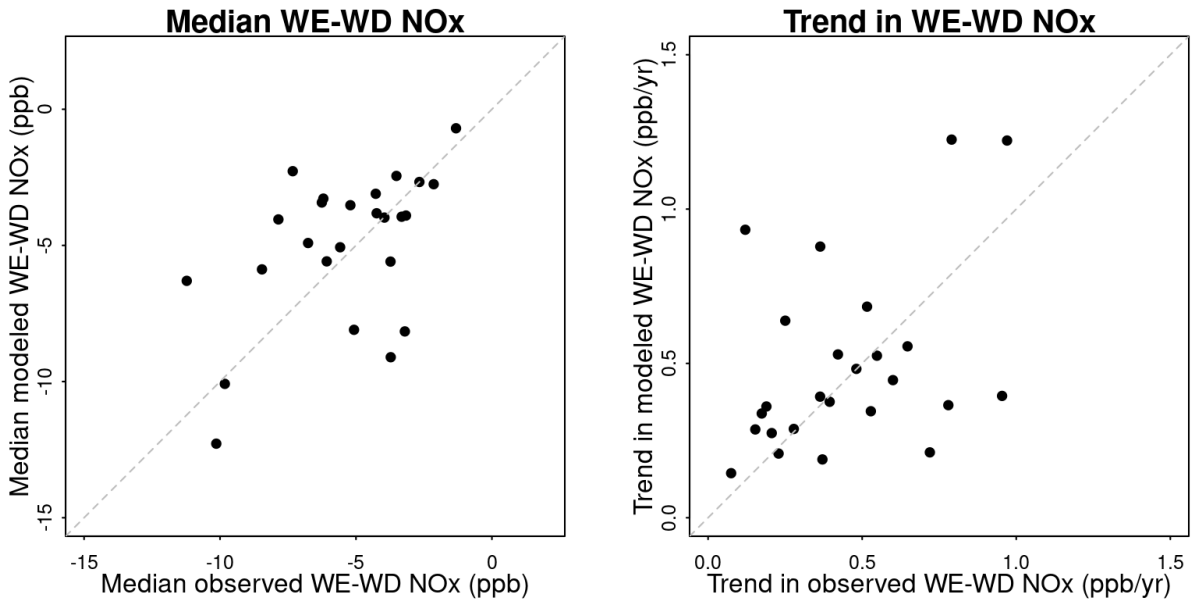 Median WE-WD NOx
Median modeled WE-WD NOx (ppb)
0
-5
-10
-15
-15
-10
-5
0
Median observed WE-WD NOx (ppb)
Trend in WE-WD NOx
Trend in modeled WE-WD NOx (ppb/yr)
1.5
1.0
0.5
0.0
0.0
0.5
1.0
1.5
Trend in observed WE-WD NOx (ppb/yr)